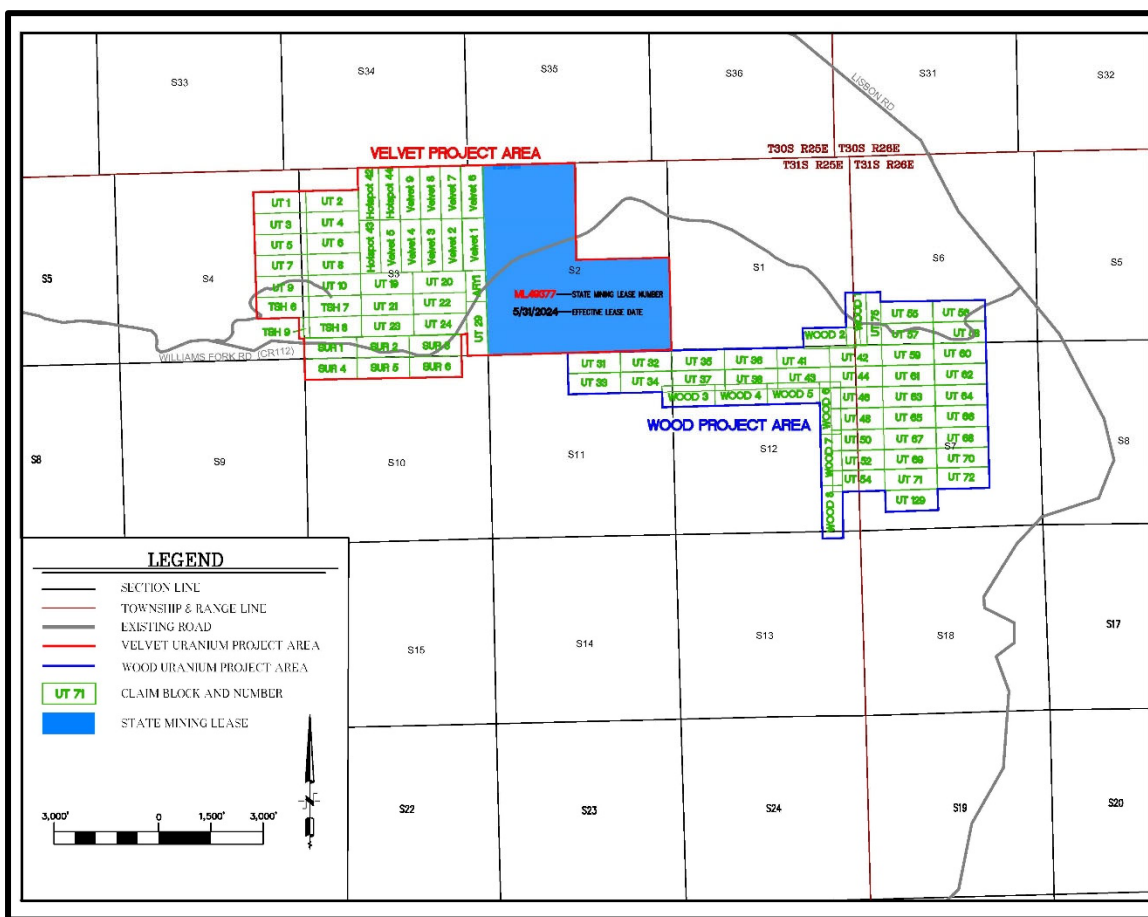 S33
S34
S35
S36
S31
S32
LISBON RD
T30S R25E
T30S R26E
T31S R25E
T31S R26E
VELVET PROJECT AREA
S5
S4
S3
S2
S1
S6
S5
UT 1
UT 2
UT 3
UT 4
UT 5
UT 6
UT 7
UT 8
UT 9
UT 10
TSH 6
TSH 7
TSH 9
TSH 8
Hotspot 42
Hotspot 44
Velvet 9
Velvet 8
Velvet 7
Velvet 6
Hotspot 43
Velvet 5
Velvet 4
Velvet 3
Velvet 2
Velvet 1
UT 19
UT 20
UT 21
UT 22
UT 23
UT 24
ARY1
UT 29
SUR 1
SUR 2
SUR 3
SUR 4
SUR 5
SUR 6
WILLIAMS FORK RD (CR112)
ML49377
STATE MINING LEASE NUMBER
5/31/2024
EFFECTIVE LEASE DATE
WOOD 1
UT 75
UT 55
UT 56
WOOD 2
UT 57
UT 58
UT 31
UT 32
UT 35
UT 36
UT 41
UT 42
UT 59
UT 60
UT 33
UT 34
UT 37
UT 38
UT 43
UT 44
UT 61
UT 62
WOOD 3
WOOD 4
WOOD 5
WOOD 6
UT 46
UT 63
UT 64
UT 48
UT 65
UT 66
WOOD 7
UT 50
UT 67
UT 68
UT 52
UT 69
UT 70
UT 54
UT 71
UT 72
WOOD 8
UT 129
WOOD PROJECT AREA
S8
S9
S10
S11
S12
S7
S8
S15
S14
S13
S18
S17
S22
S23
S24
S19
S20
LEGEND
SECTION LINE
TOWNSHIP & RANGE LINE
EXISTING ROAD
VELVET URANIUM PROJECT AREA
WOOD URANIUM PROJECT AREA
UT 71
CLAIM BLOCK AND NUMBER
STATE MINING LEASE
3,000' 0 1,500' 3,000'
N
S